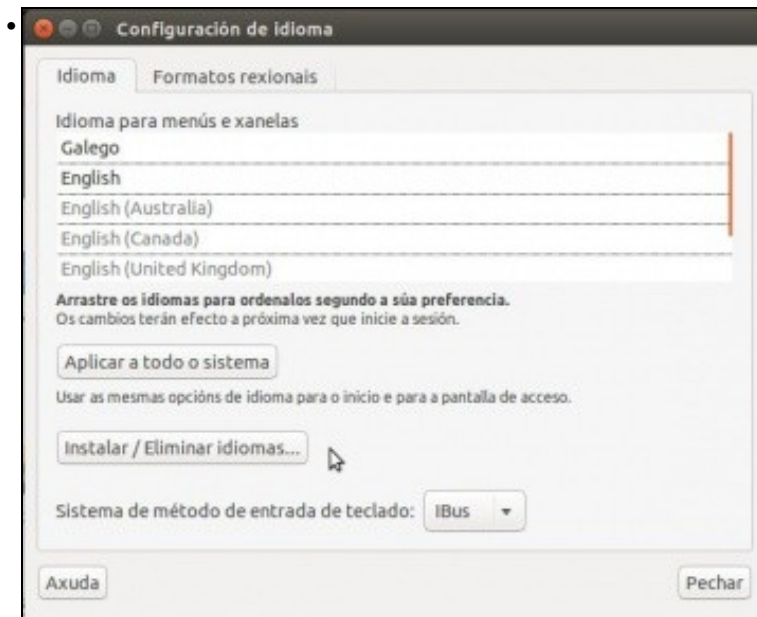 Configuración de idioma
Idioma Formatos rexionais
Idioma para menús e xanelas
Galego
English
English (Australia)
English (Canada)
English (United Kingdom)
Arrastre os idiomas para ordenalos segundo a súa preferencia.
Os cambios terán efecto a próxima vez que inicie a sesión.
Aplicar a todo o sistema
Usar as mesmas opcións de idioma para o inicio e para a pantalla de acceso.
Instalar / Eliminar idiomas...
Sistema de método de entrada de teclado: IBus
Axuda Pechar